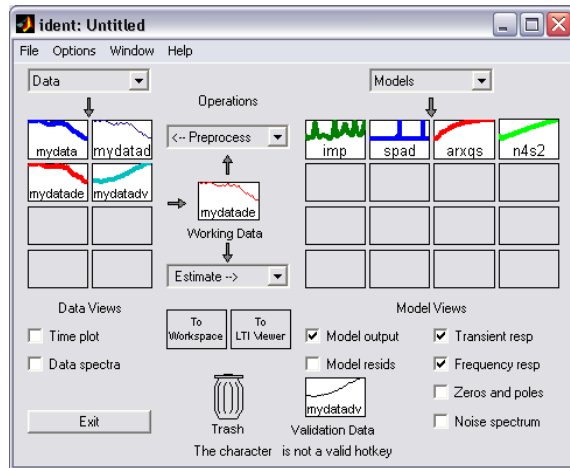 ident: Untitled
File Options Window Help
Data
Models
Operations
mydata
mydatad
<-- Preprocess
imp
spad
arxqs
n4s2
mydatade
mydatadv
mydatade
Working Data
Estimate -->
Data Views
Model Views
To Workspace
To LTI Viewer
Time plot
Model output
Transient resp
Data spectra
Model resids
Frequency resp
Zeros and poles
mydatadv
Exit
Trash
Validation Data
Noise spectrum
The character is not a valid hotkey